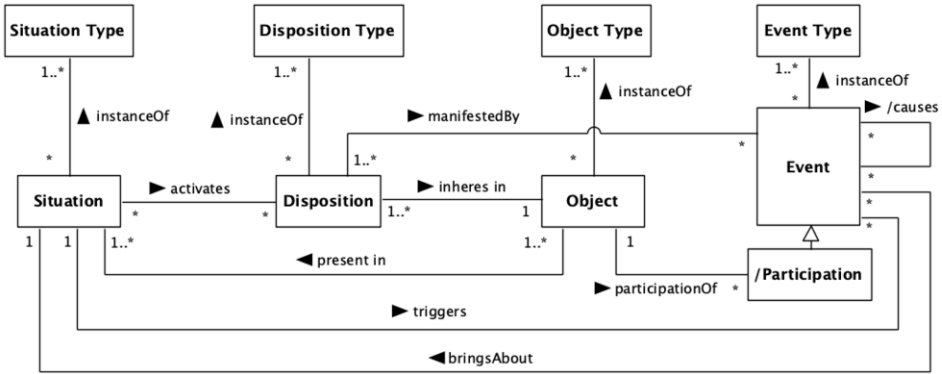 Situation Type
Disposition Type
Object Type
Event Type
1..*
1..*
1..*
1..*
instanceOf
instanceOf
instanceOf
instanceOf
*
*
*
*
manifestedBy
1..*
*
/causes
*
*
Situation
Disposition
Object
Event
activates
*
*
inheres in
1..*
1
1
1
1..*
1..*
1
*
*
present in
participationOf
*
/Participation
triggers
bringsAbout